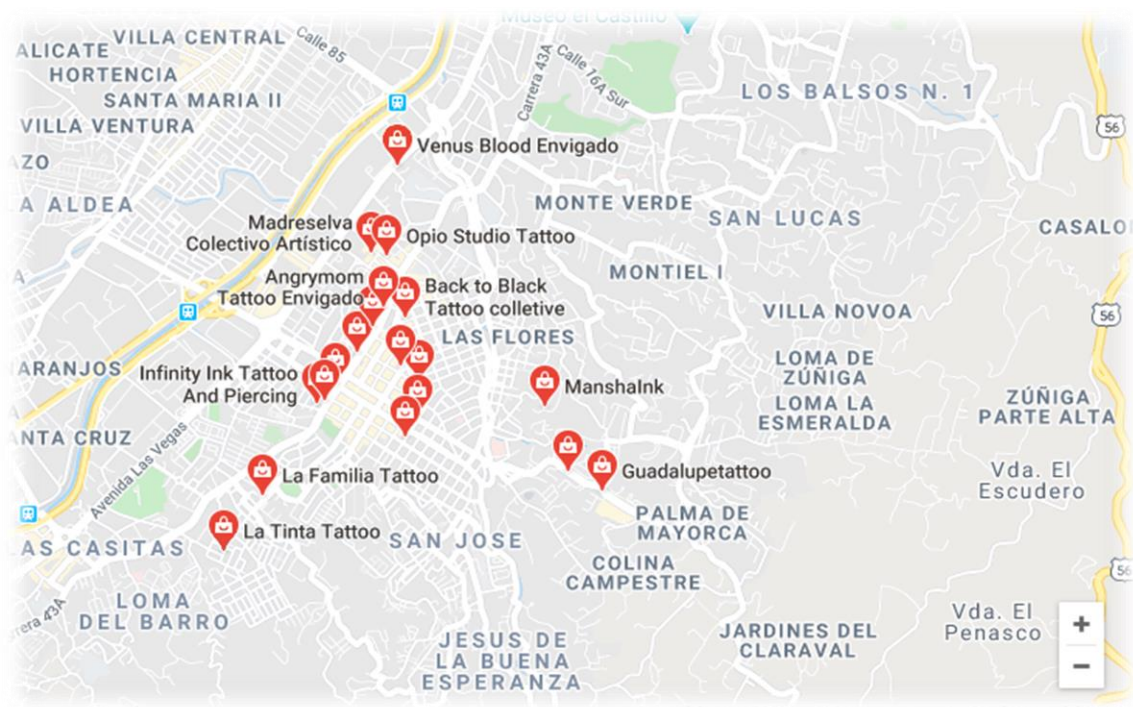 Museo el Castillo
ALICATE
VILLA CENTRAL
Calle 85
HORTENCIA
SANTA MARIA II
VILLA VENTURA
AZO
A ALDEA
Carrera 43A
Calle 76A Sur
LOS BALSOS N. 1
56
Venus Blood Envigado
MONTE VERDE
SAN LUCAS
CASALO
Madreselva
Colectivo Artístico
Opio Studio Tattoo
MONTIEL I
Angrymom
Tattoo Envigado
Back to Black
Tattoo colletive
VILLA NOVOA
56
LAS FLORES
LOMA DE
ZÚÑIGA
LOMA LA
ESMERALDA
ARANJOS
Infinity Ink Tattoo
And Piercing
ManshaInk
ZÚÑIGA
PARTE ALTA
ANTA CRUZ
Avenida Las Vegas
La Familia Tattoo
Guadalupetattoo
Vda. El
Escudero
La Tinta Tattoo
SAN JOSE
PALMA DE
MAYORCA
LAS CASITAS
COLINA
CAMPESTRE
56
LOMA
DEL BARRO
rera 43A
Vda. El
Penasco
JESUS DE
LA BUENA
ESPERANZA
JARDINES DEL
CLARAVAL
+
−